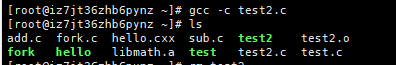 [root@iz7jt36zhb6pynz ~]# gcc -c test2.c
[root@iz7jt36zhb6pynz ~]# ls
add.c fork.c hello.cxx sub.c test2 test2.o
fork hello libmath.a test test2.c test.c